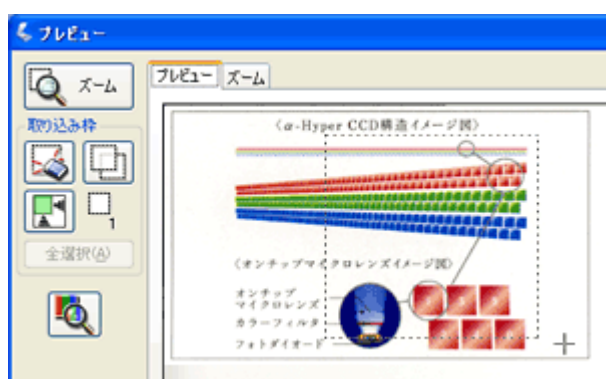 プレビュー
ズーム
プレビュー
ズーム
取り込み枠
1
全選択(A)
〈α-Hyper CCD構造イメージ図〉
〈オンチップマイクロレンズイメージ図〉
オンチップ
マイクロレンズ
カラーフィルタ
フォトダイオード